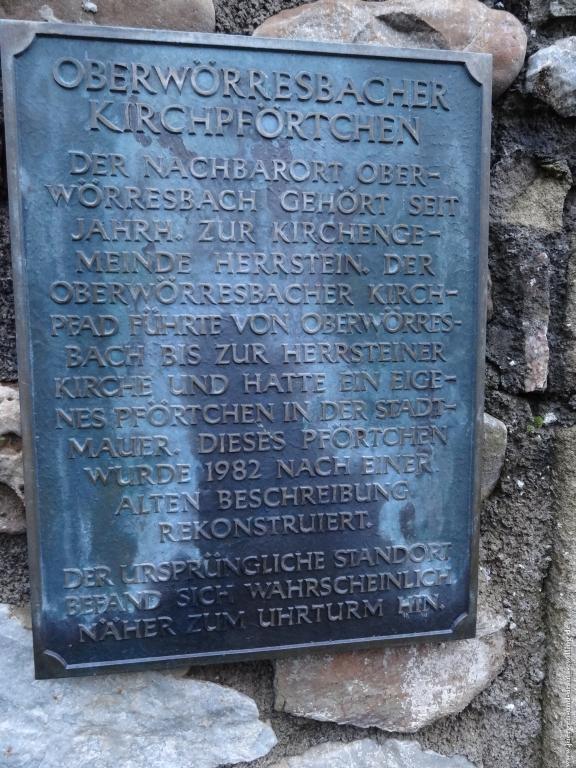 OBERWÖRRESBACHER
KIRCHPFÖRTCHEN
DER NACHBARORT OBER-
WÖRRESBACH GEHÖRT SEIT
JAHRH. ZUR KIRCHENGE-
MEINDE HERRSTEIN. DER
OBERWÖRRESBACHER KIRCH-
PFAD FÜHRTE VON OBERWÖRRES-
BACH BIS ZUR HERRSTEINER
KIRCHE UND HATTE EIN EIGE-
NES PFÖRTCHEN IN DER STADT-
MAUER. DIESES PFÖRTCHEN
WURDE 1982 NACH EINER
ALTEN BESCHREIBUNG
REKONSTRUIERT.
DER URSPRÜNGLICHE STANDORT
BEFAND SICH WAHRSCHEINLICH
NÄHER ZUM UHRTURM HIN.